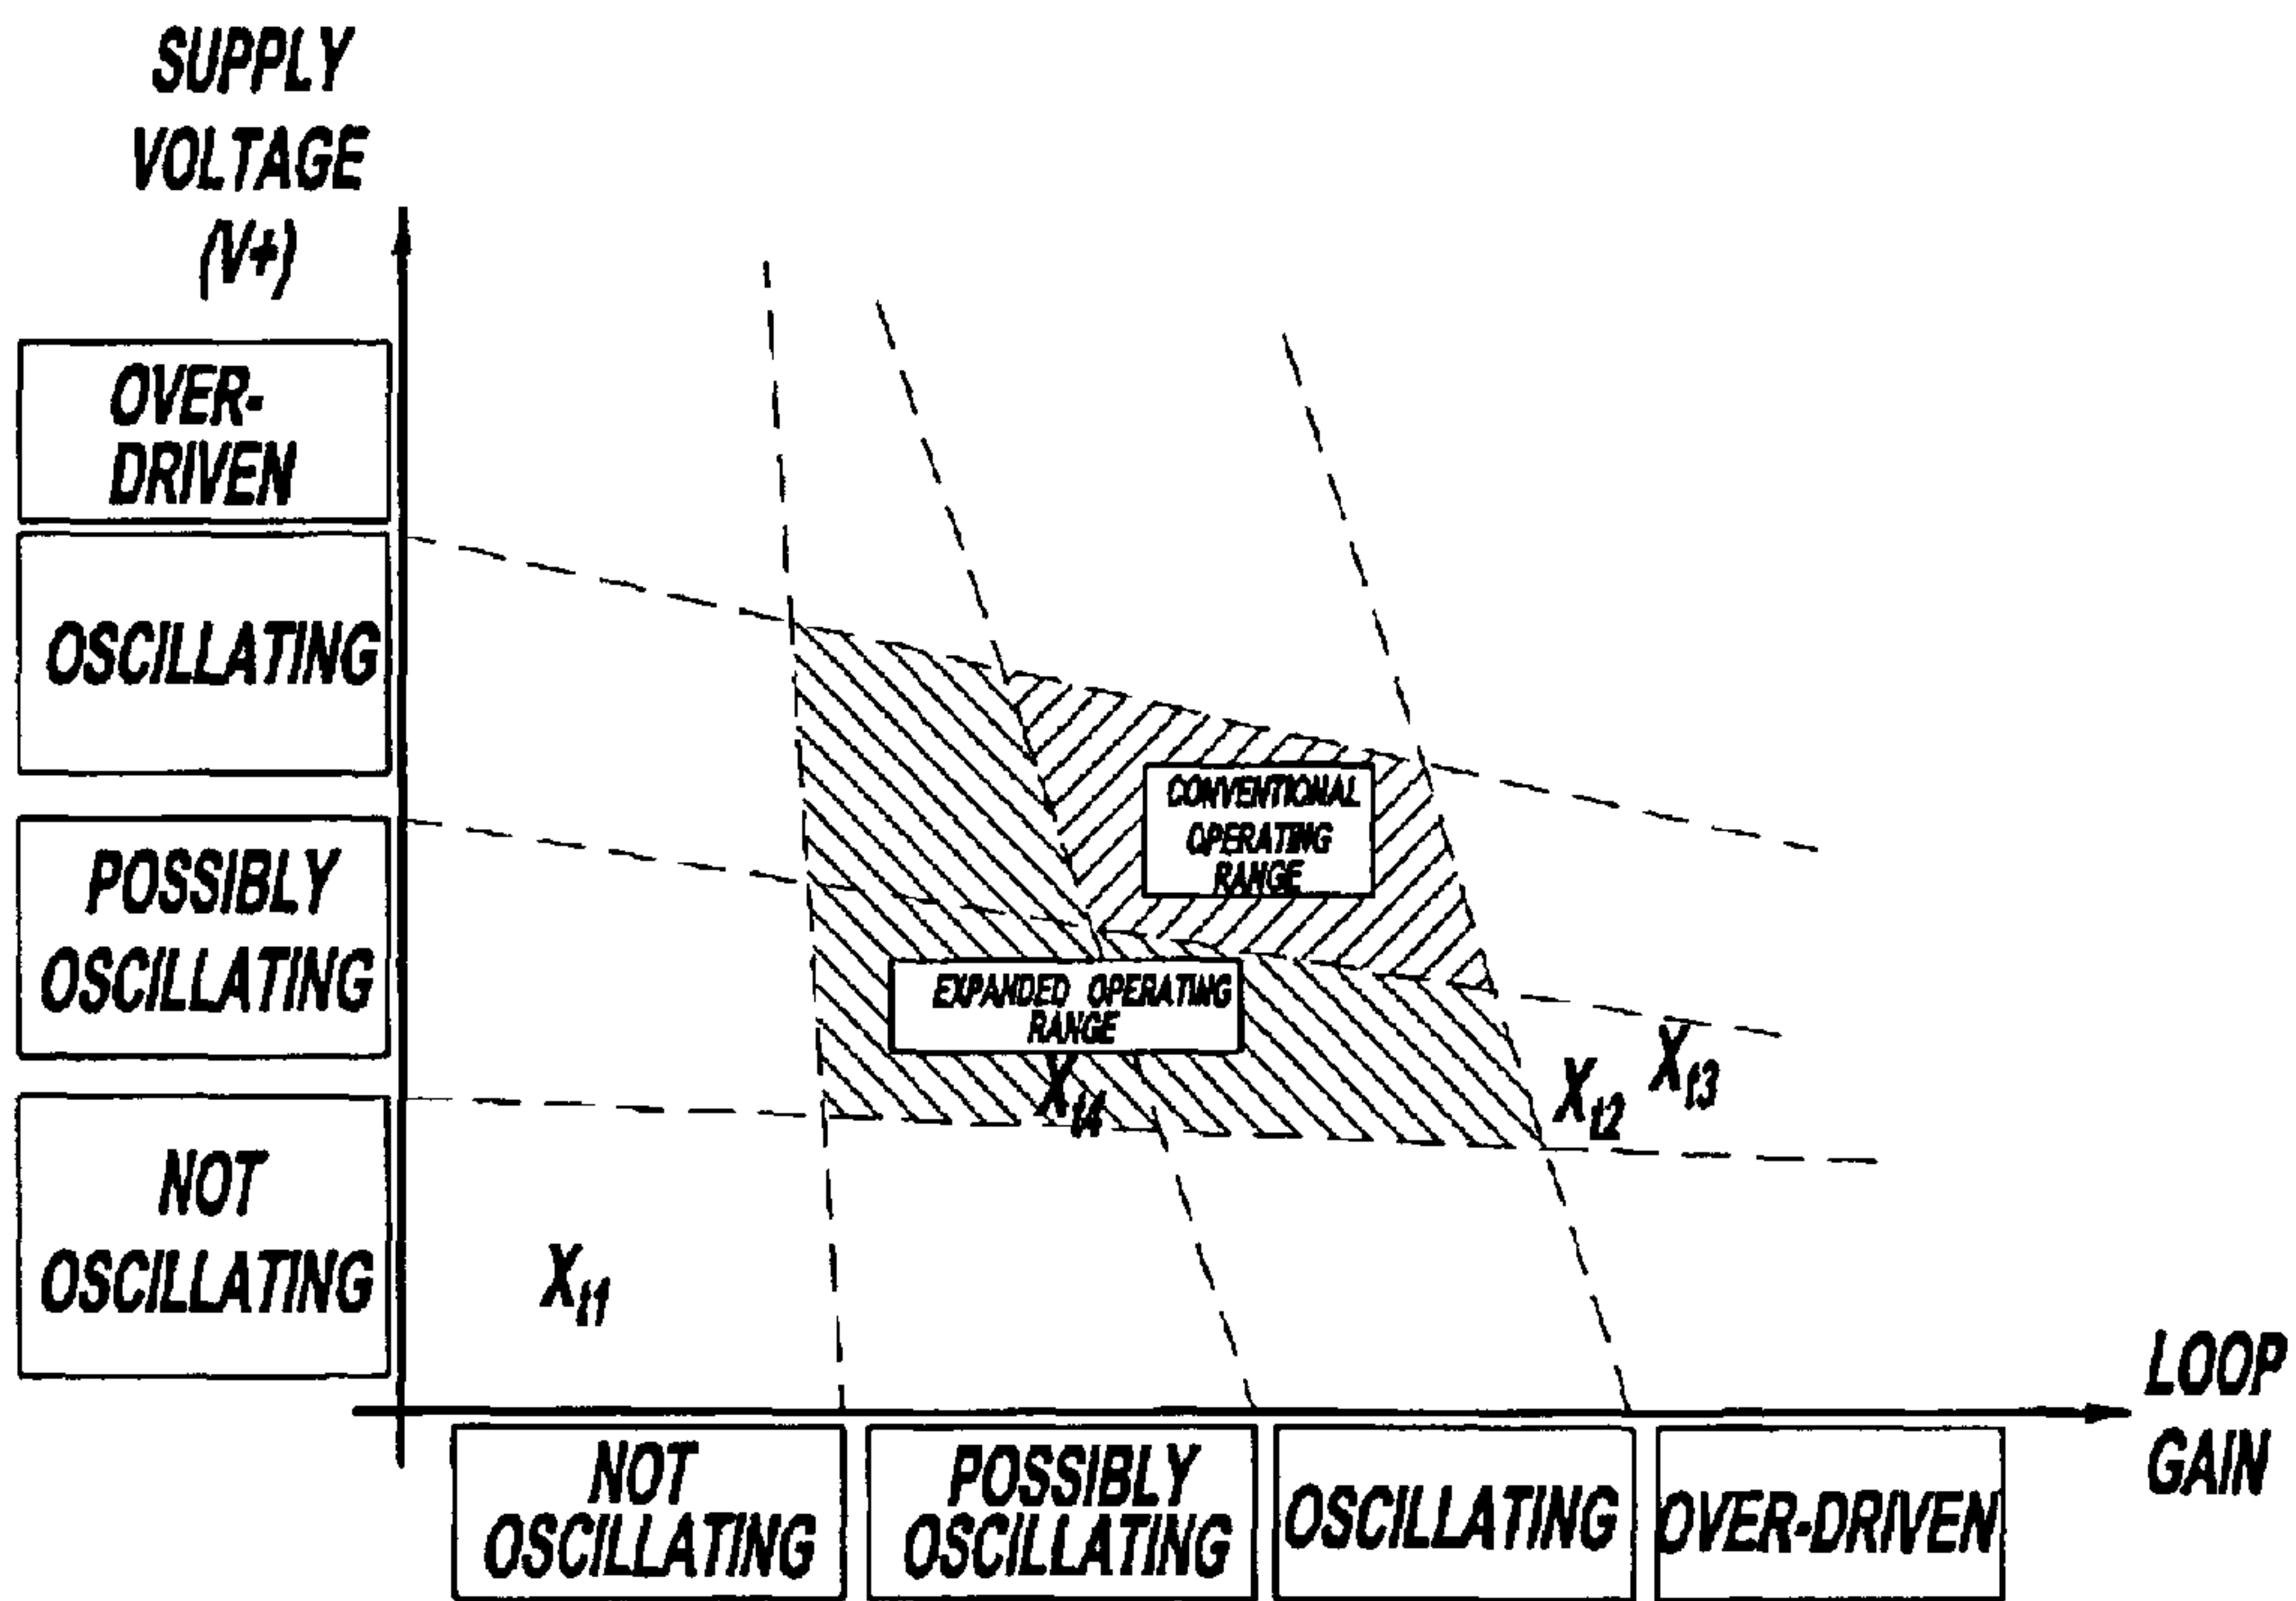 SUPPLY
VOLTAGE
(V+)
OVER-
DRIVEN
OSCILLATING
POSSIBLY
OSCILLATING
NOT
OSCILLATING
CONVENTIONAL
OPERATING
RANGE
EXPANDED OPERATING
RANGE
Xt4
Xt2
Xt3
Xt1
LOOP
GAIN
NOT
OSCILLATING
POSSIBLY
OSCILLATING
OSCILLATING
OVER-DRIVEN